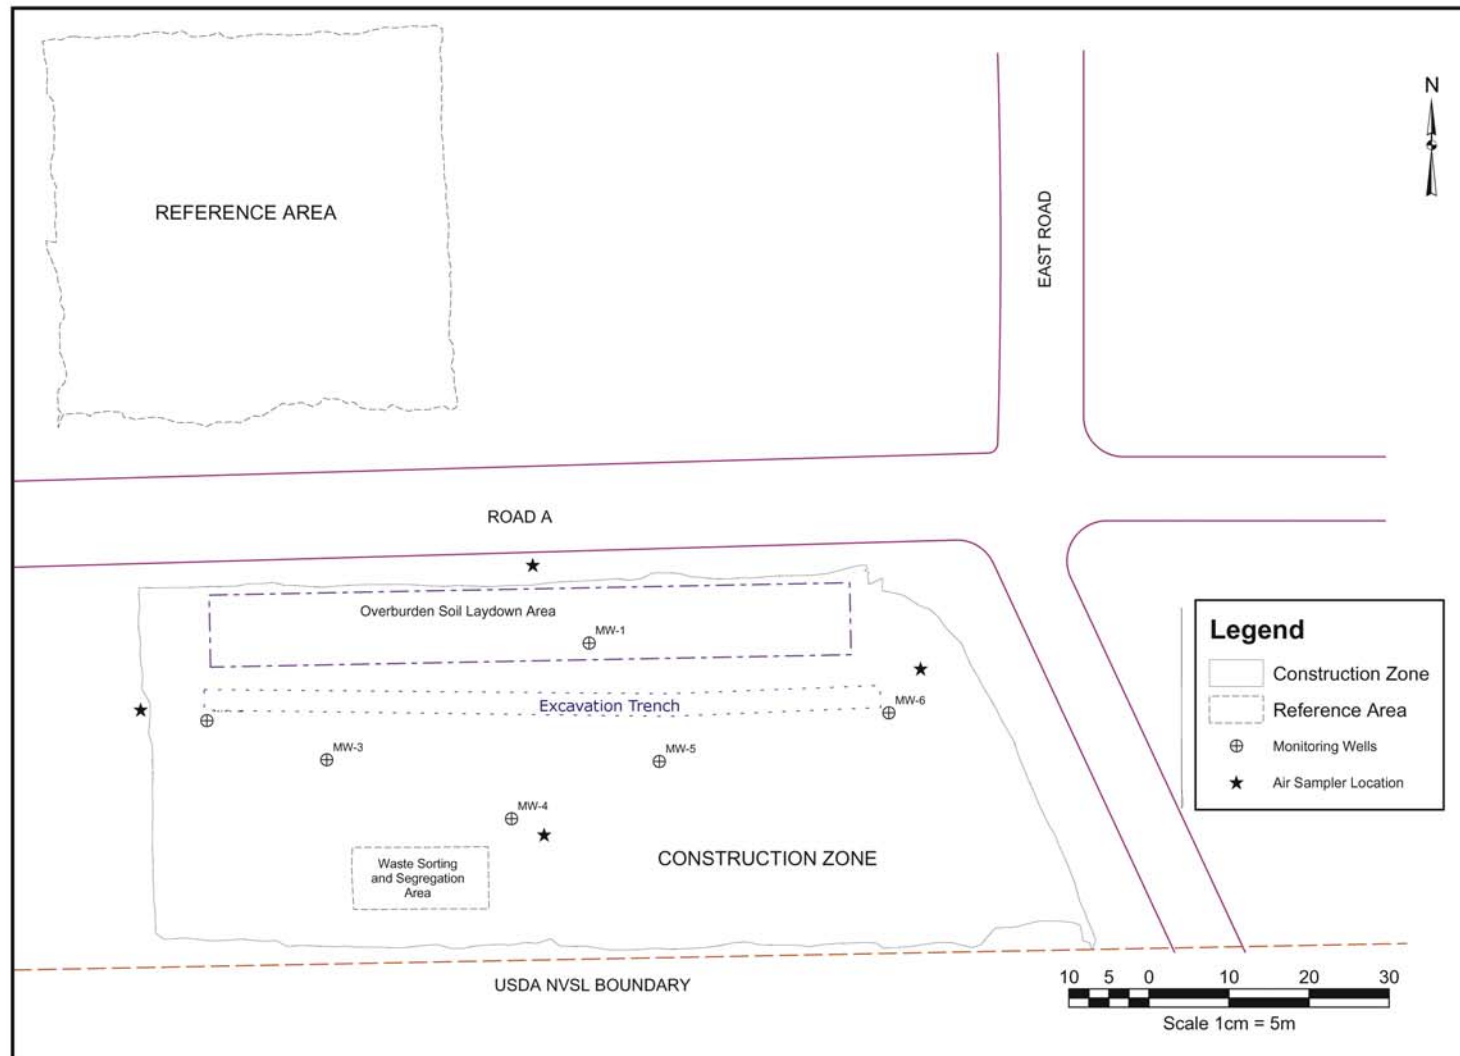 N
REFERENCE AREA
EAST ROAD
ROAD A
Overburden Soil Laydown Area
MW-1
Excavation Trench
MW-6
MW-3
MW-5
MW-4
Waste Sorting
and Segregation
Area
CONSTRUCTION ZONE
USDA NVSL BOUNDARY
Legend
Construction Zone
Reference Area
Monitoring Wells
Air Sampler Location
10 5 0 10 20 30
Scale 1cm = 5m